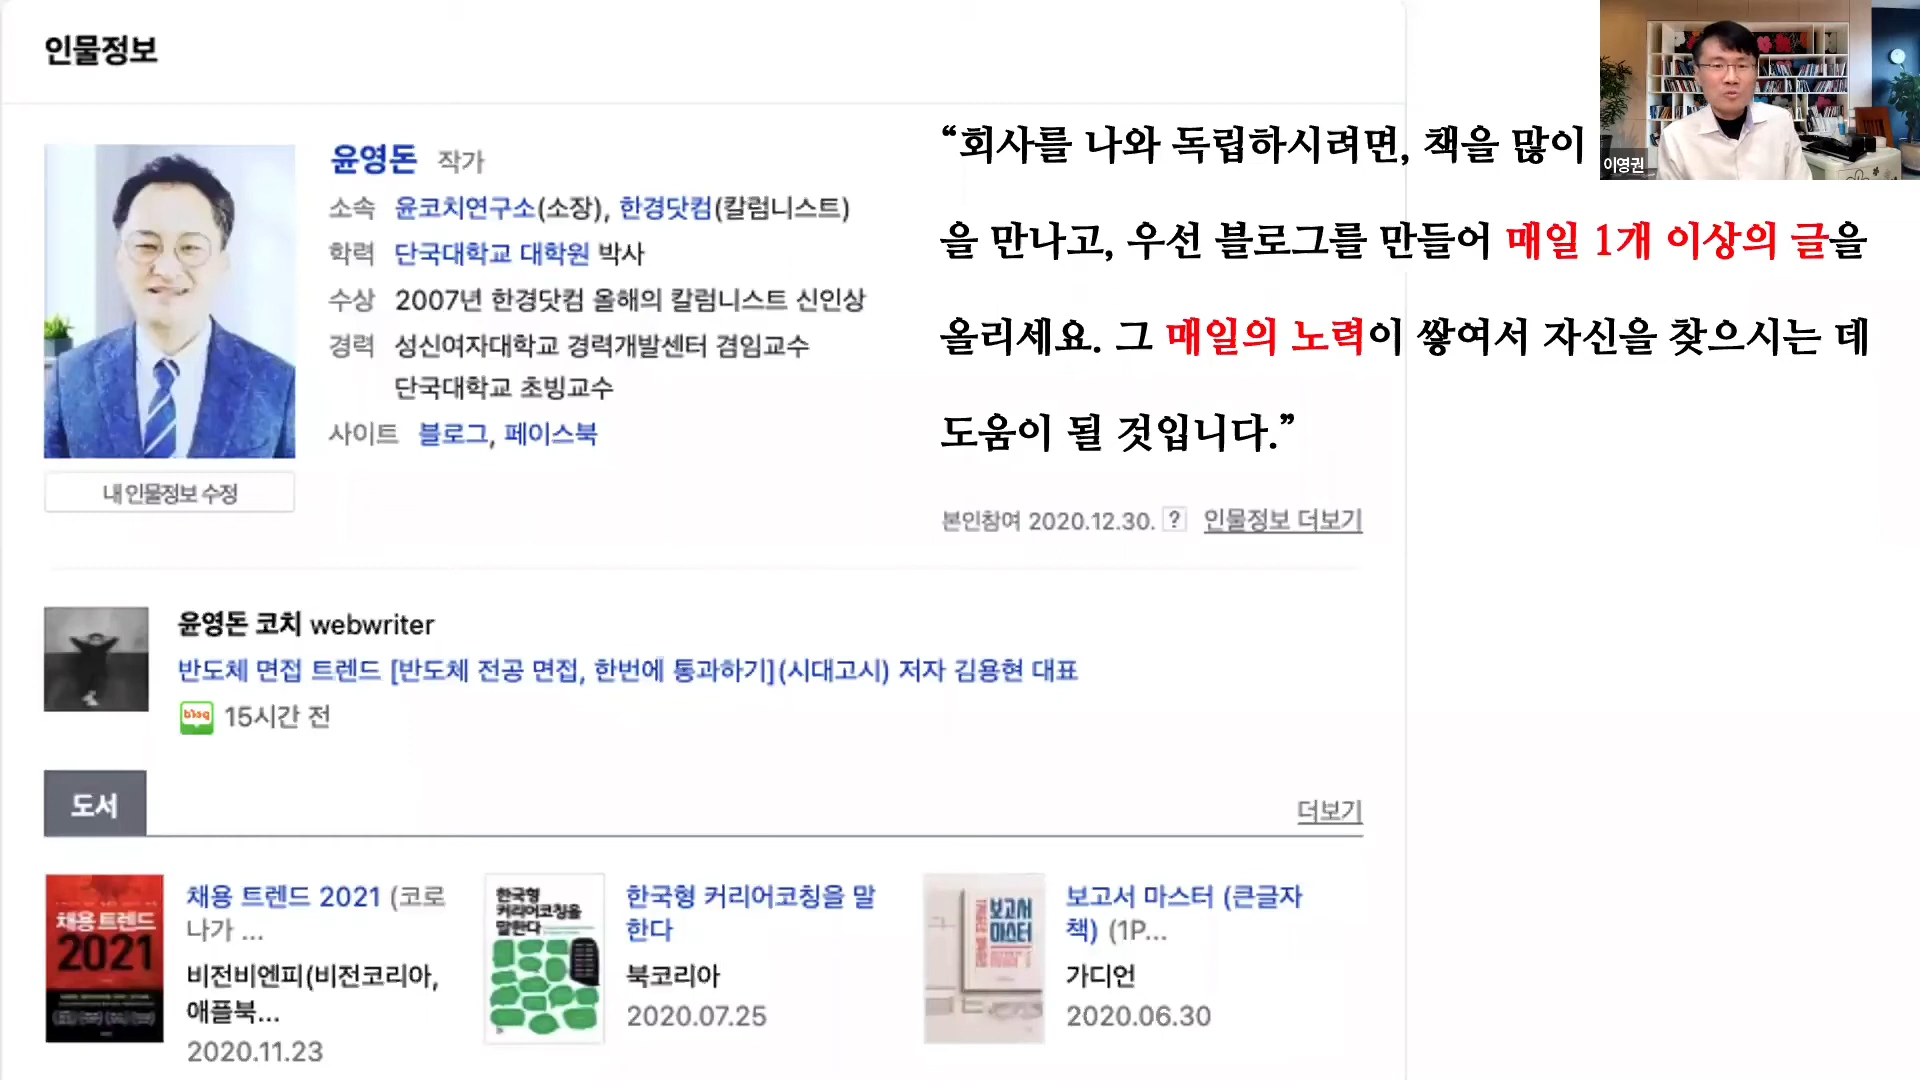 인물정보
윤영돈 작가
소속 윤코치연구소(소장), 한경닷컴(칼럼니스트)
학력 단국대학교 대학원 박사
수상 2007년 한경닷컴 올해의 칼럼니스트 신인상
경력 성신여자대학교 경력개발센터 겸임교수
단국대학교 초빙교수
사이트 블로그, 페이스북
내 인물정보 수정
“회사를 나와 독립하시려면, 책을 많이
을 만나고, 우선 블로그를 만들어 매일 1개 이상의 글을
올리세요. 그 매일의 노력이 쌓여서 자신을 찾으시는 데
도움이 될 것입니다.”
이영권
본인참여 2020.12.30. ? 인물정보 더보기
윤영돈 코치 webwriter
반도체 면접 트렌드 [반도체 전공 면접, 한번에 통과하기](시대고시) 저자 김용현 대표
blog 15시간 전
도서
더보기
채용 트렌드
2021
채용 트렌드 2021 (코로
나가 ...
비전비엔피(비전코리아,
애플북...
2020.11.23
한국형
커리어코칭을
말한다
한국형 커리어코칭을 말
한다
북코리아
2020.07.25
보고서
마스터
보고서 마스터 (큰글자
책) (1P...
가디언
2020.06.30